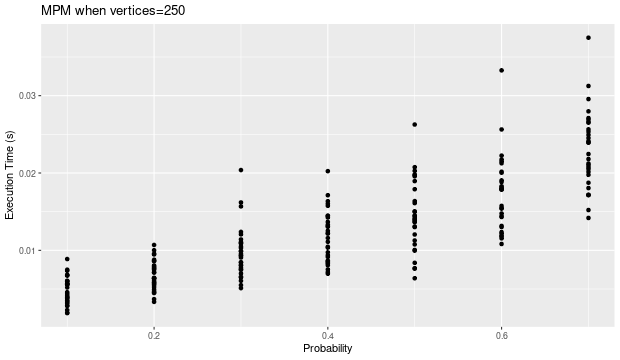 MPM when vertices=250
Execution Time (s)
0.03
0.02
0.01
0.2 0.4 0.6
Probability